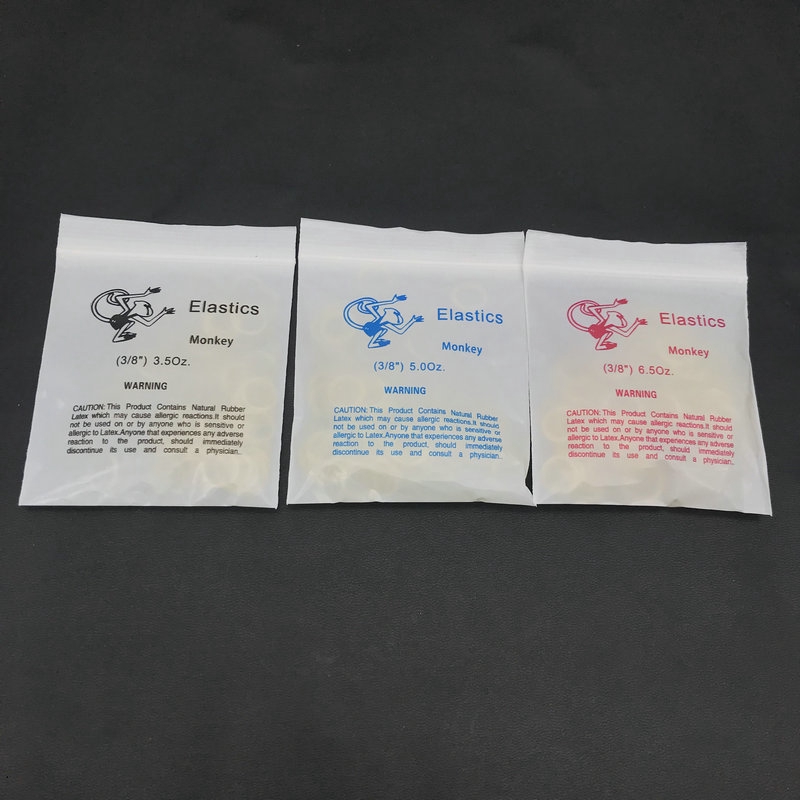 Elastics
Monkey
(3/8") 3.5Oz.
WARNING
CAUTION: This Product Contains Natural Rubber
Latex which may cause allergic reactions.It should
not be used on or by anyone who is sensitive or
allergic to Latex.Anyone that experiences any adverse
reaction to the product, should immediately
discontinue its use and consult a physician..
Elastics
Monkey
(3/8") 5.0Oz.
WARNING
CAUTION: This Product Contains Natural Rubber
Latex which may cause allergic reactions.It should
not be used on or by anyone who is sensitive or
allergic to Latex.Anyone that experiences any adverse
reaction to the product, should immediately
discontinue its use and consult a physician..
Elastics
Monkey
(3/8") 6.5Oz.
WARNING
CAUTION: This Product Contains Natural Rubber
Latex which may cause allergic reactions.It should
not be used on or by anyone who is sensitive or
allergic to Latex.Anyone that experiences any adverse
reaction to the product, should immediately
discontinue its use and consult a physician..